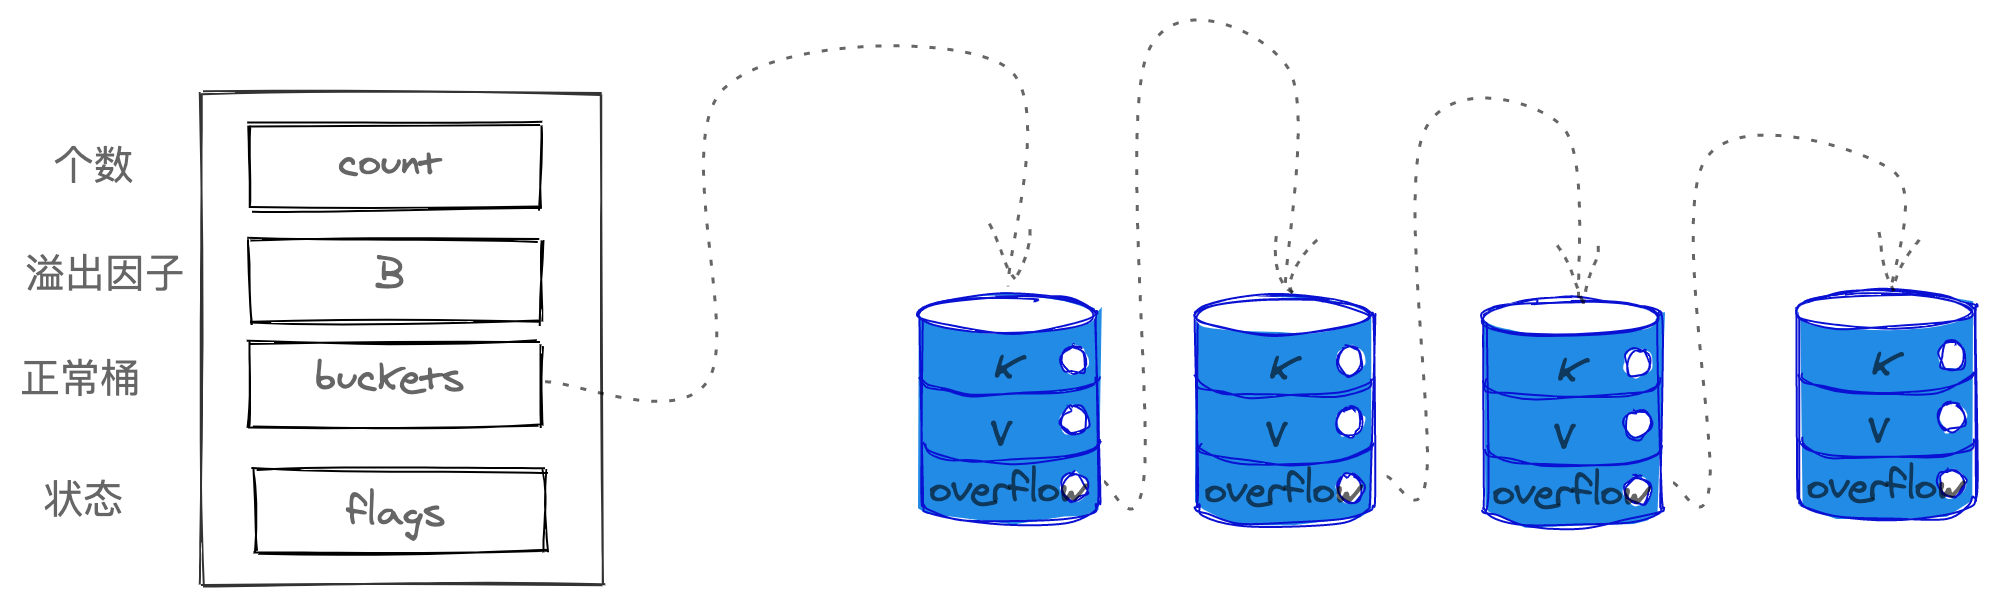 个数
count
溢出因子
B
正常桶
buckets
状态
flags
K
V
overflow
K
V
overflow
K
V
overflow
K
V
overflow